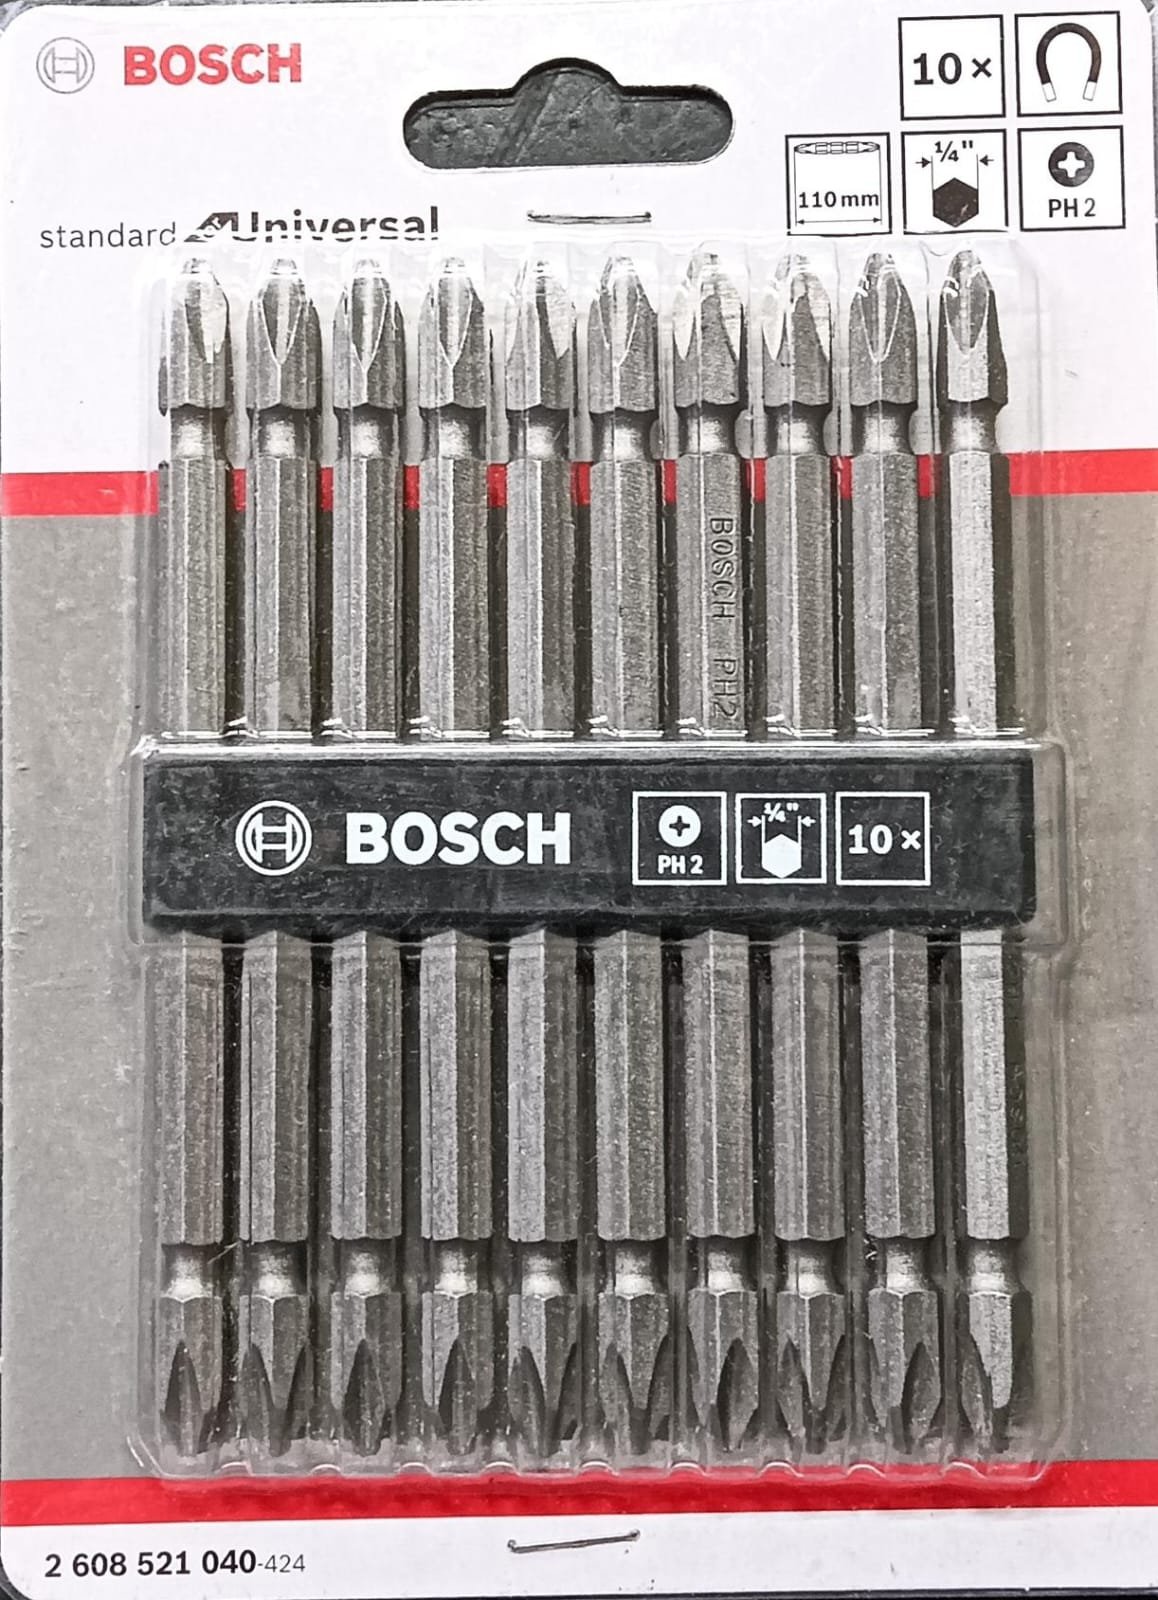 BOSCH
10×
110 mm
¼"
PH 2
standard for Universal
BOSCH PH2
BOSCH
PH 2
¼"
10×
2 608 521 040-424